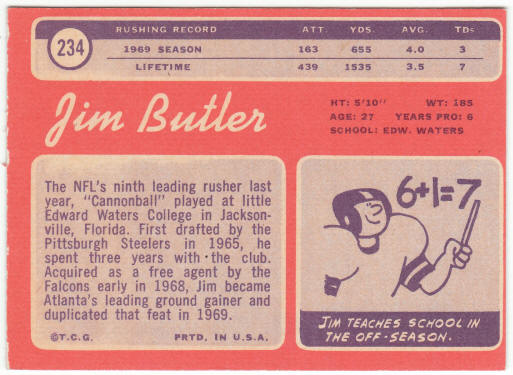 234
RUSHING RECORD ATT. YDS. AVG. TDs
1969 SEASON 163 655 4.0 3
LIFETIME 439 1535 3.5 7
Jim Butler
HT: 5'10" WT: 185
AGE: 27 YEARS PRO: 6
SCHOOL: EDW. WATERS
The NFL's ninth leading rusher last
year, "Cannonball" played at little
Edward Waters College in Jackson-
ville, Florida. First drafted by the
Pittsburgh Steelers in 1965, he
spent three years with the club.
Acquired as a free agent by the
Falcons early in 1968, Jim became
Atlanta's leading ground gainer and
duplicated that feat in 1969.
©T.C.G. PRTD. IN U.S.A.
6+1=7
JIM TEACHES SCHOOL IN
THE OFF-SEASON.